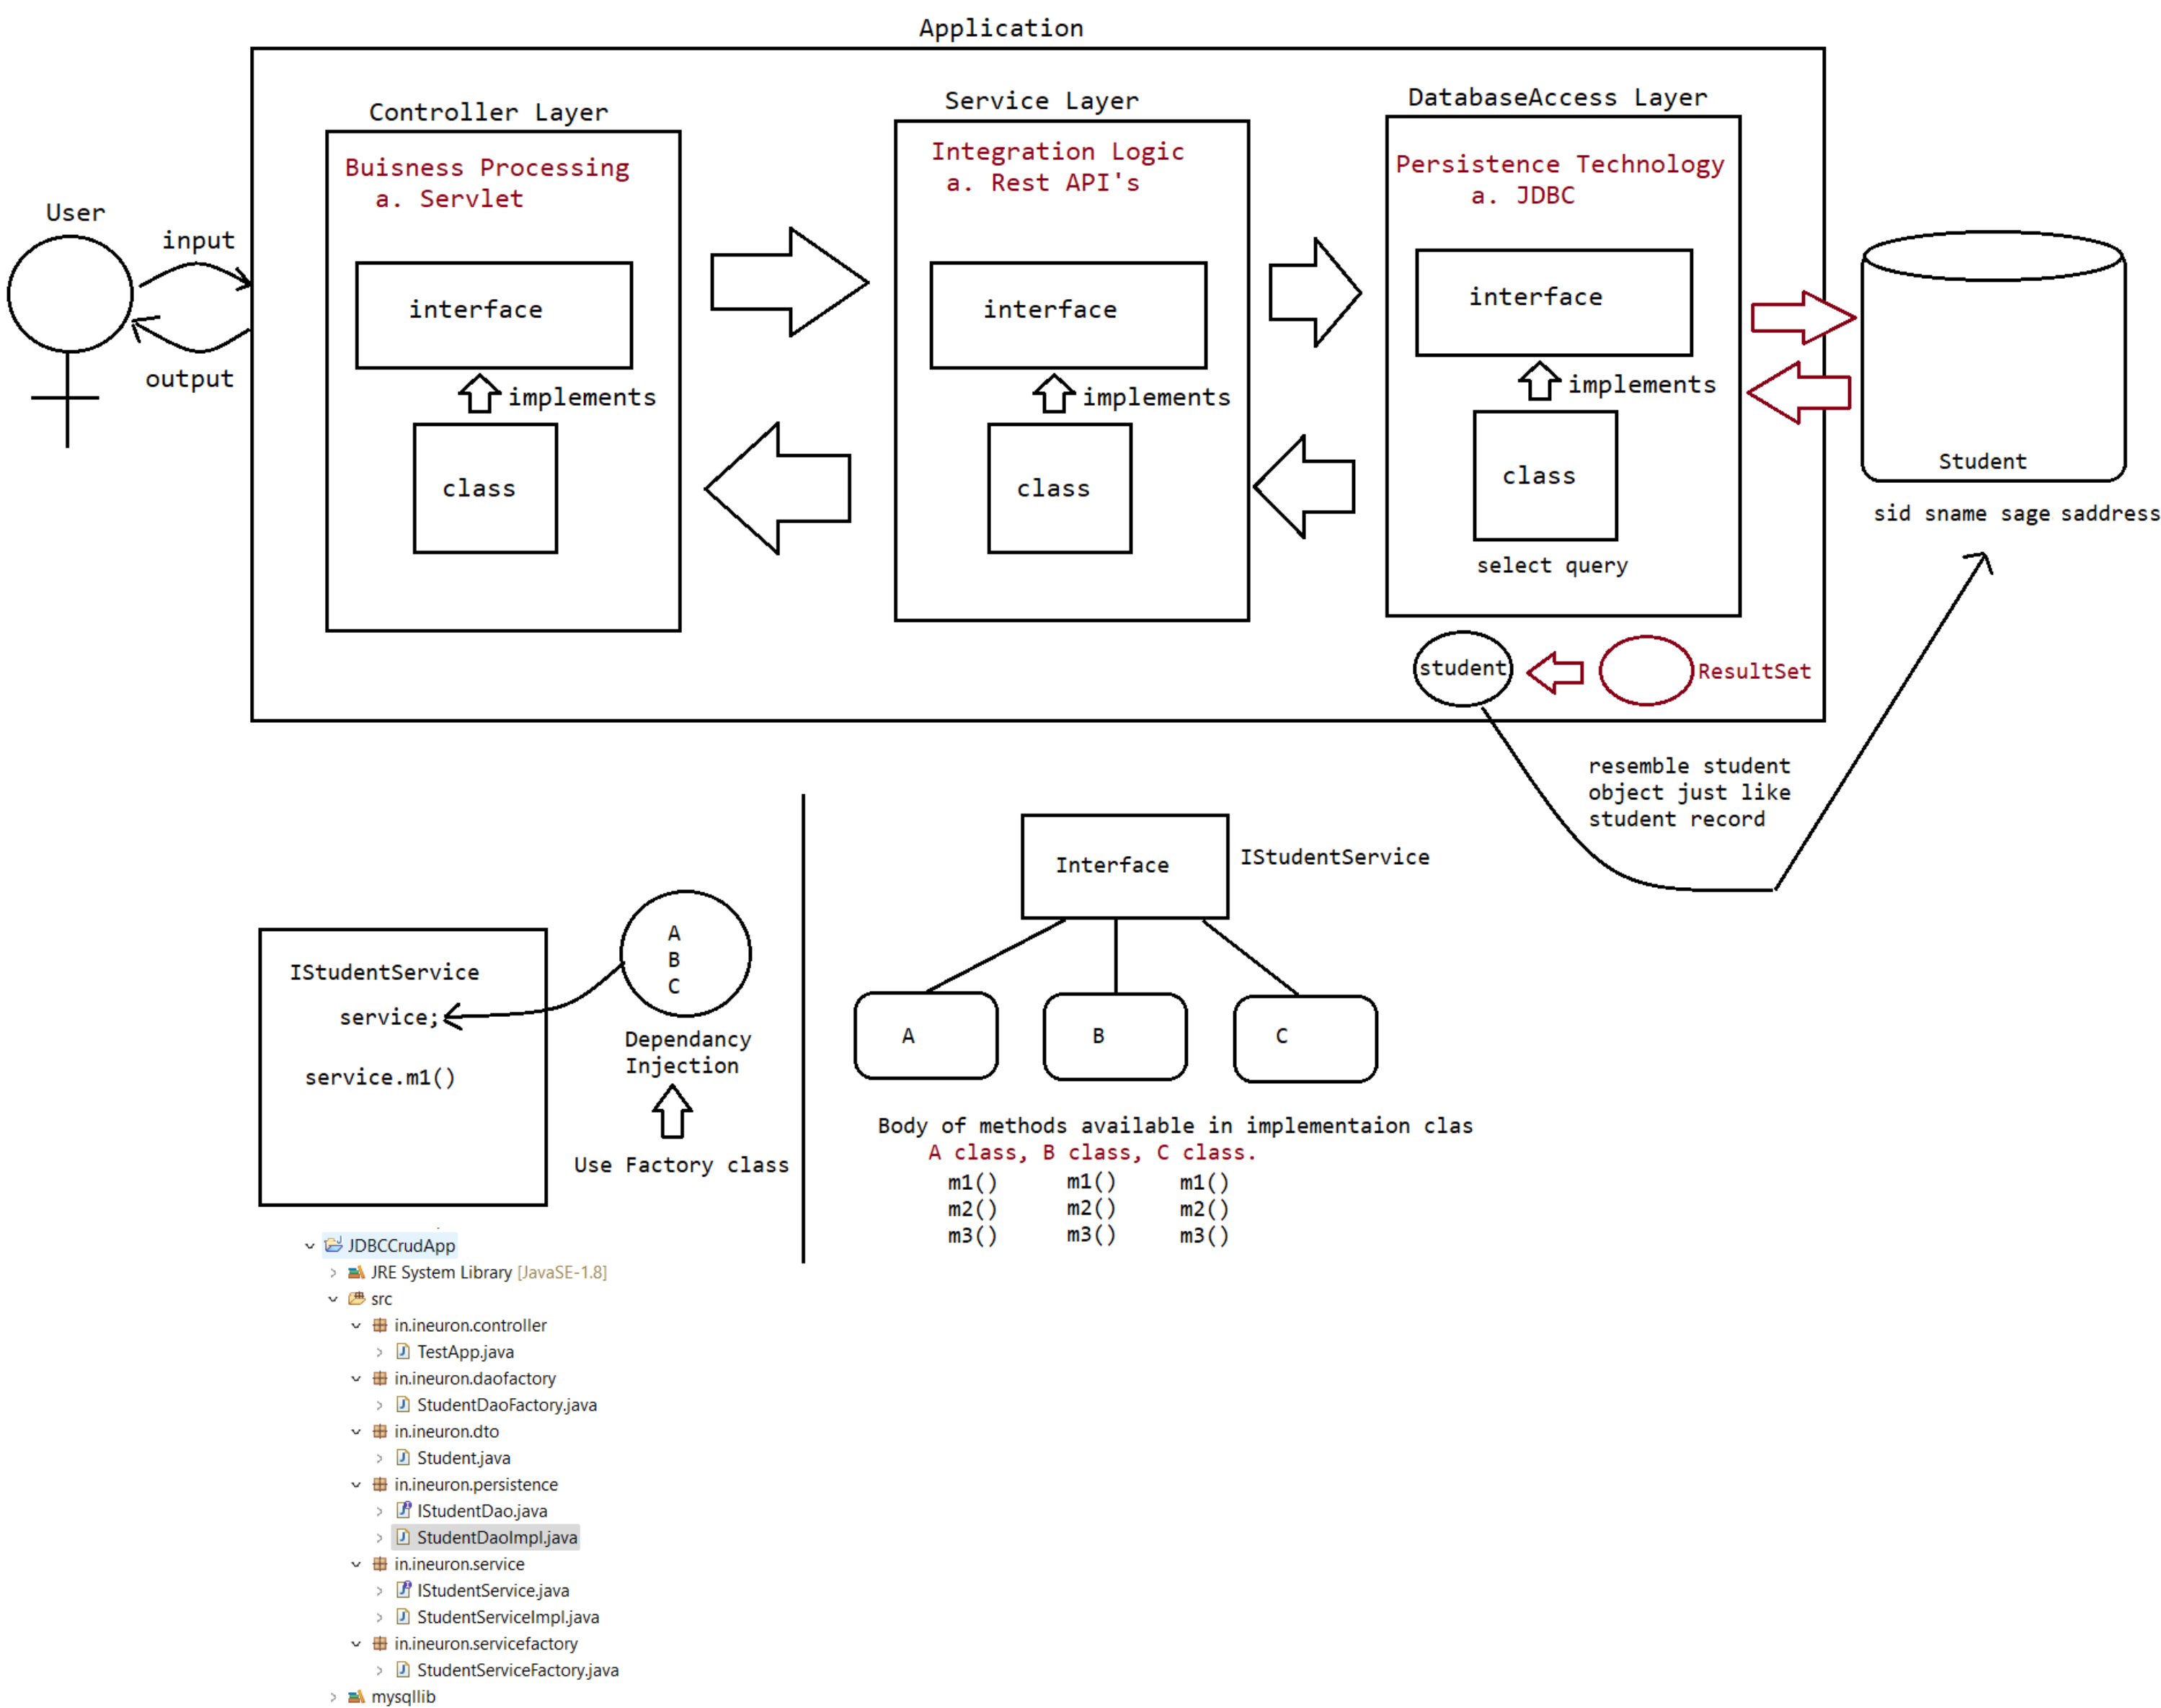 Application
Controller Layer
Buisness Processing
a. Servlet
interface
implements
class
Service Layer
Integration Logic
a. Rest API's
interface
implements
class
DatabaseAccess Layer
Persistence Technology
a. JDBC
interface
implements
class
select query
User
input
output
Student
sid sname sage saddress
student
ResultSet
resemble student
object just like
student record
IStudentService
service;
service.m1()
A
B
C
Dependancy
Injection
Use Factory class
Interface
IStudentService
A
B
C
Body of methods available in implementaion clas
A class, B class, C class.
m1() m1() m1()
m2() m2() m2()
m3() m3() m3()
JDBCCrudApp
JRE System Library [JavaSE-1.8]
src
in.ineuron.controller
TestApp.java
in.ineuron.daofactory
StudentDaoFactory.java
in.ineuron.dto
Student.java
in.ineuron.persistence
IStudentDao.java
StudentDaoImpl.java
in.ineuron.service
IStudentService.java
StudentServiceImpl.java
in.ineuron.servicefactory
StudentServiceFactory.java
mysqllib